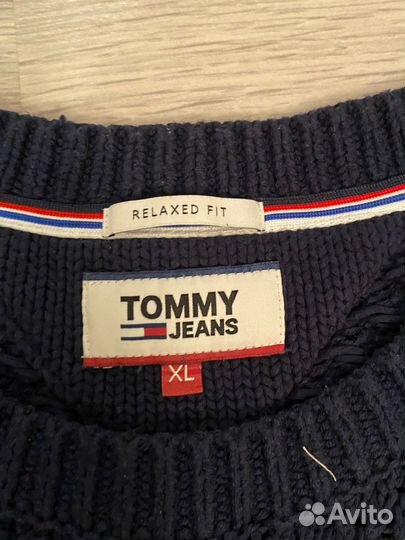 RELAXED FIT
TOMMY
JEANS
XL
Avito